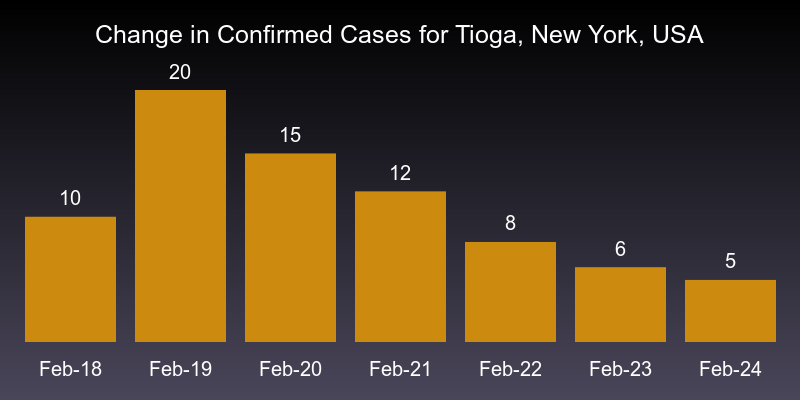 Change in Confirmed Cases for Tioga, New York, USA
10
20
15
12
8
6
5
Feb-18
Feb-19
Feb-20
Feb-21
Feb-22
Feb-23
Feb-24